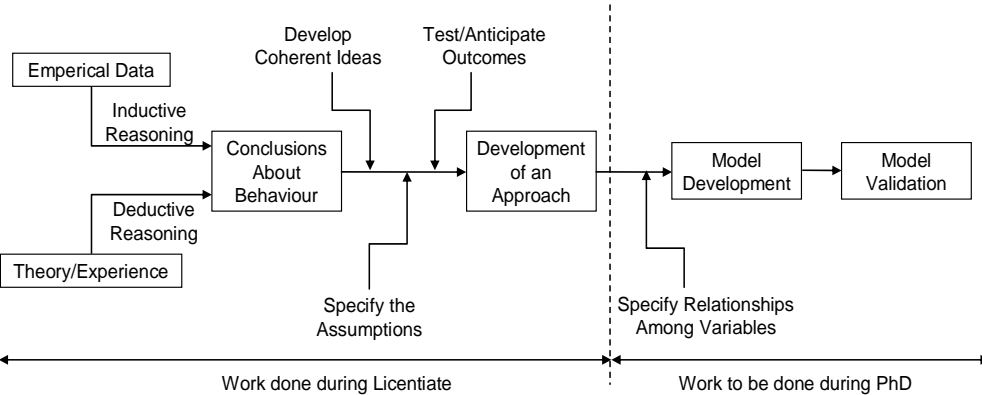 Develop
Coherent Ideas
Test/Anticipate
Outcomes
Emperical Data
Inductive
Reasoning
Conclusions
About
Behaviour
Development
of an
Approach
Model
Development
Model
Validation
Deductive
Reasoning
Theory/Experience
Specify the
Assumptions
Specify Relationships
Among Variables
Work done during Licentiate
Work to be done during PhD